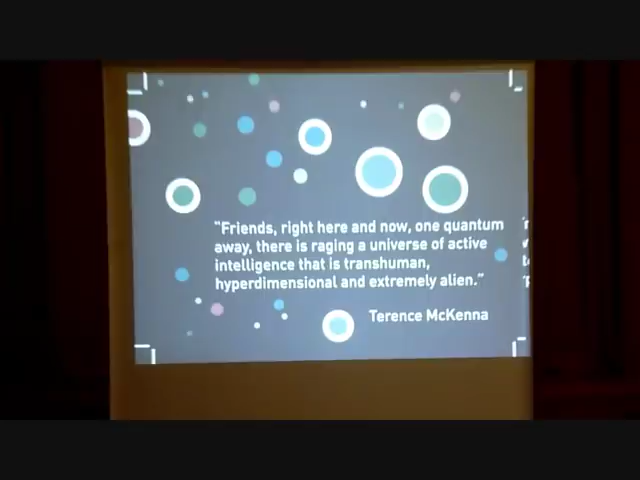 "Friends, right here and now, one quantum
away, there is raging a universe of active
intelligence that is transhuman,
hyperdimensional and extremely alien."
Terence McKenna